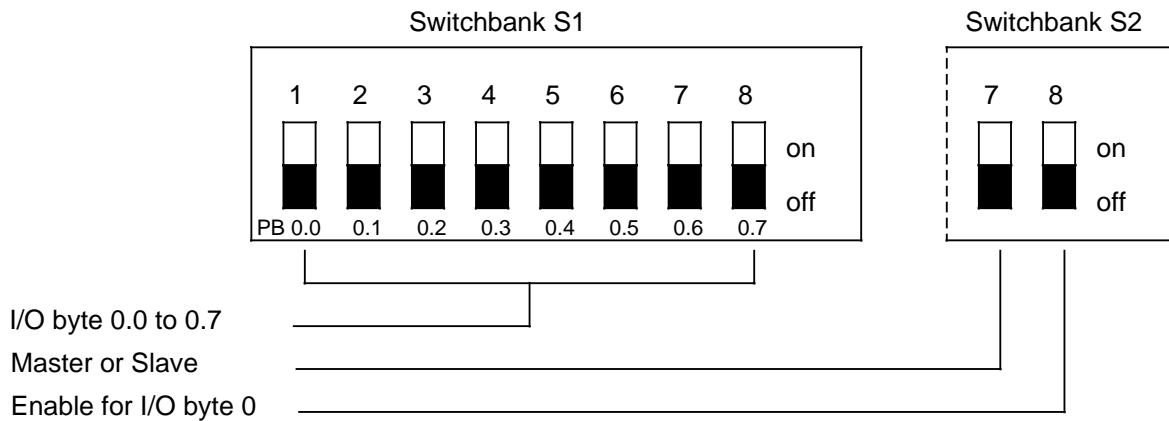 Switchbank S1 Switchbank S2
1 2 3 4 5 6 7 8 7 8
on on
off off
PB 0.0 0.1 0.2 0.3 0.4 0.5 0.6 0.7
I/O byte 0.0 to 0.7
Master or Slave
Enable for I/O byte 0